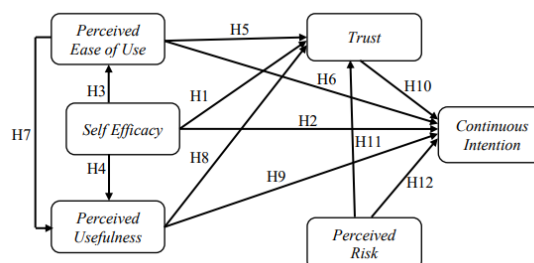 Perceived
Ease of Use
H5
Trust
H3
H1
H6
H10
H7
Self Efficacy
H2
Continuous
Intention
H4
H8
H11
H9
H12
Perceived
Usefulness
Perceived
Risk